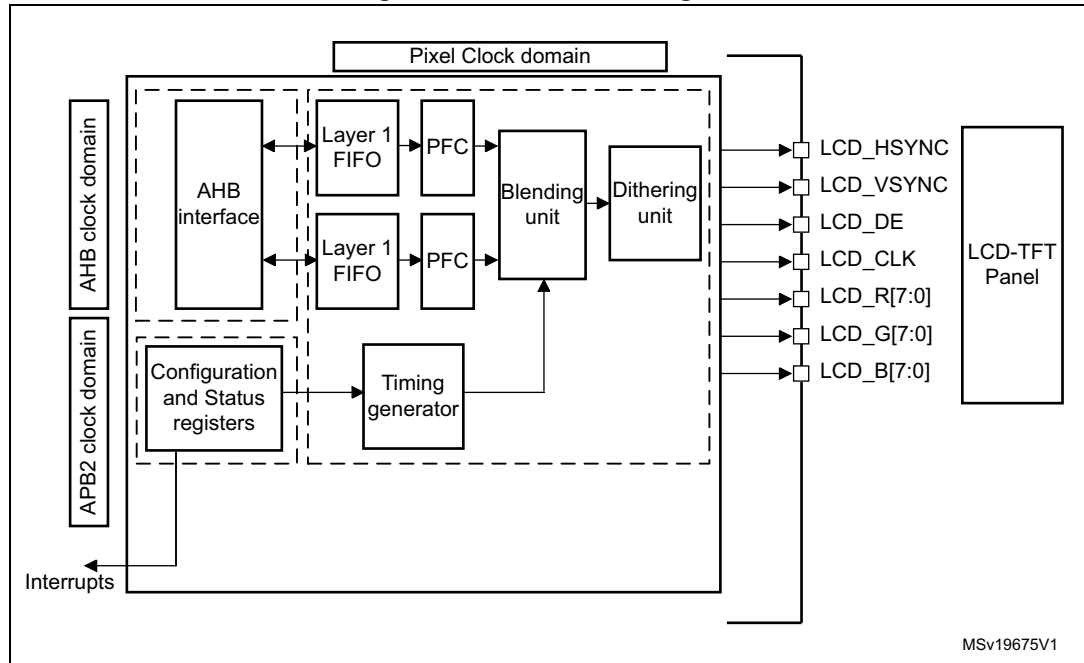 Pixel Clock domain
AHB clock domain
AHB
interface
Layer 1
FIFO
PFC
Layer 1
FIFO
PFC
Blending
unit
Dithering
unit
LCD_HSYNC
LCD_VSYNC
LCD_DE
LCD_CLK
LCD_R[7:0]
LCD_G[7:0]
LCD_B[7:0]
LCD-TFT
Panel
APB2 clock domain
Configuration
and Status
registers
Timing
generator
Interrupts
MSv19675V1